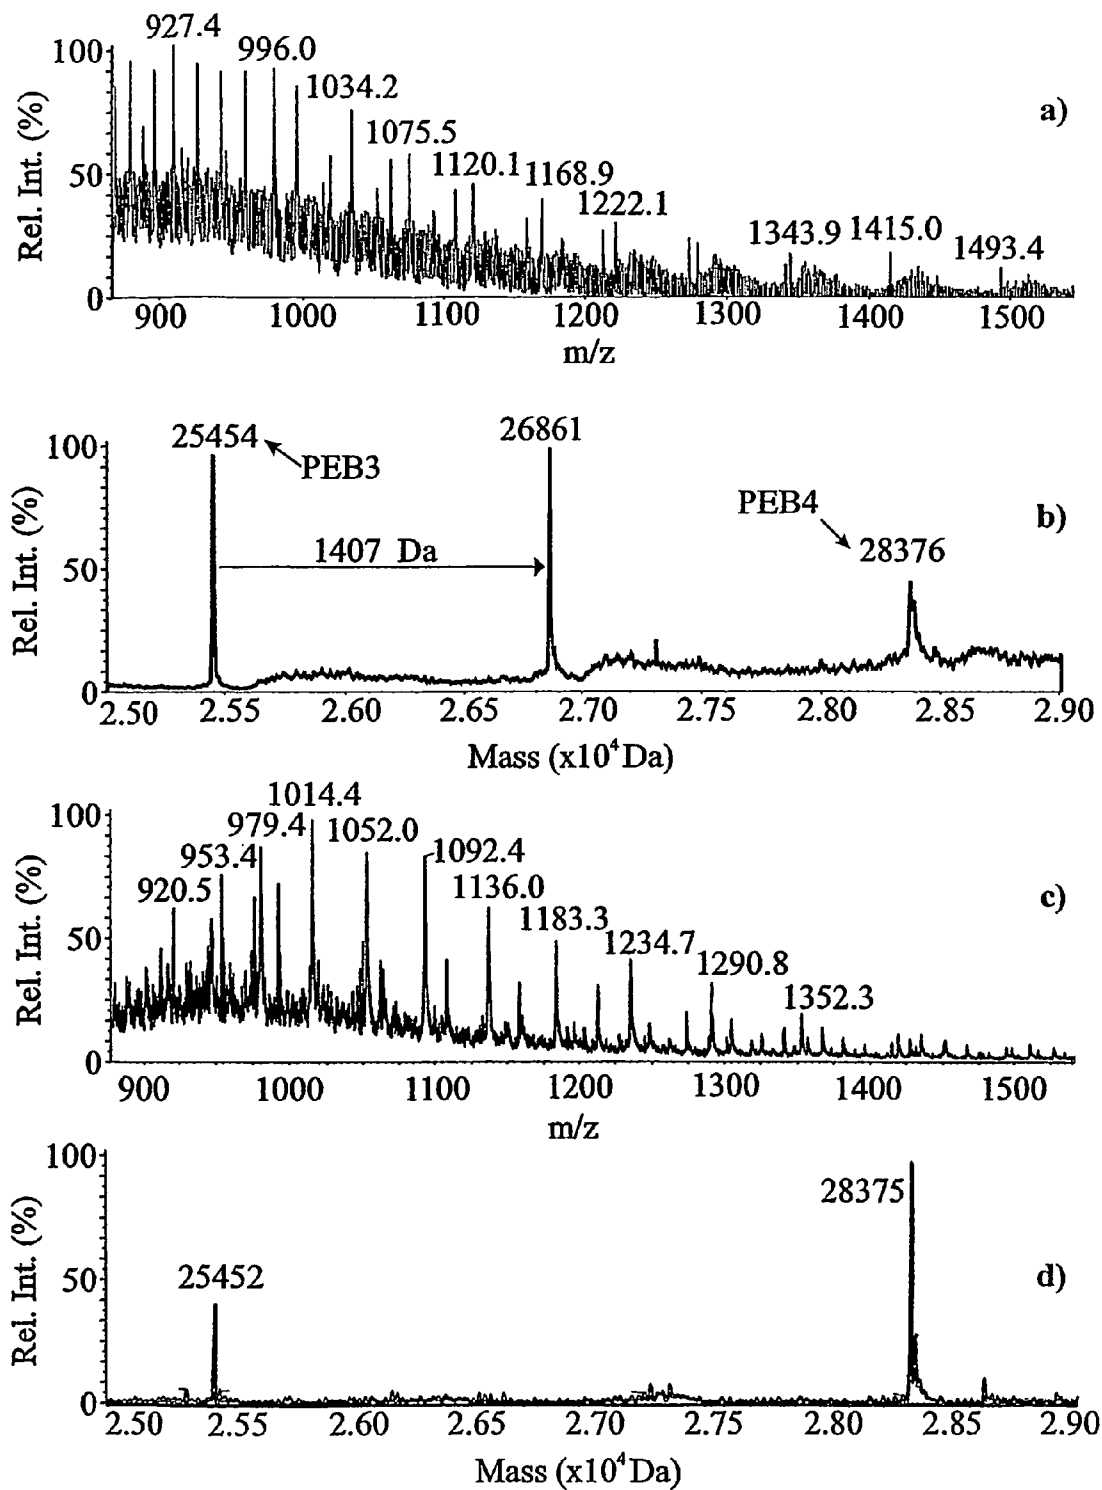 927.4
996.0
1034.2
1075.5
1120.1
1168.9
1222.1
1343.9
1415.0
1493.4
a)
100
50
0
Rel. Int. (%)
900 1000 1100 1200 1300 1400 1500
m/z
25454
PEB3
26861
1407 Da
PEB4
28376
b)
100
50
0
Rel. Int. (%)
2.50 2.55 2.60 2.65 2.70 2.75 2.80 2.85 2.90
Mass (x10⁴ Da)
1014.4
979.4
1052.0
953.4
1092.4
920.5
1136.0
1183.3
1234.7
1290.8
1352.3
c)
100
50
0
Rel. Int. (%)
900 1000 1100 1200 1300 1400 1500
m/z
28375
25452
d)
100
50
0
Rel. Int. (%)
2.50 2.55 2.60 2.65 2.70 2.75 2.80 2.85 2.90
Mass (x10⁴ Da)